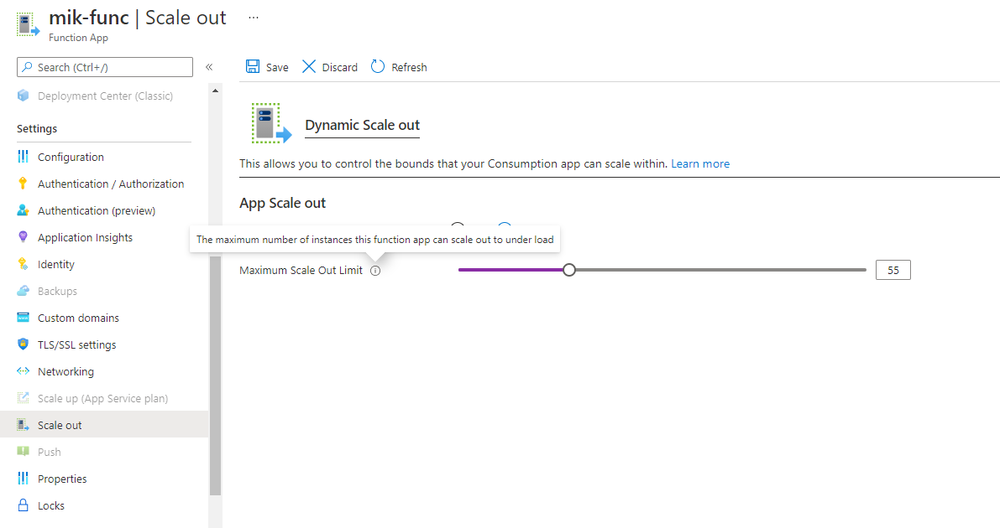 mik-func | Scale out ...
Function App
Search (Ctrl+/)
«
Save
Discard
Refresh
Deployment Center (Classic)
Settings
Configuration
Authentication / Authorization
Authentication (preview)
Application Insights
Identity
Backups
Custom domains
TLS/SSL settings
Networking
Scale up (App Service plan)
Scale out
Push
Properties
Locks
Dynamic Scale out
This allows you to control the bounds that your Consumption app can scale within. Learn more
App Scale out
The maximum number of instances this function app can scale out to under load
Maximum Scale Out Limit
55